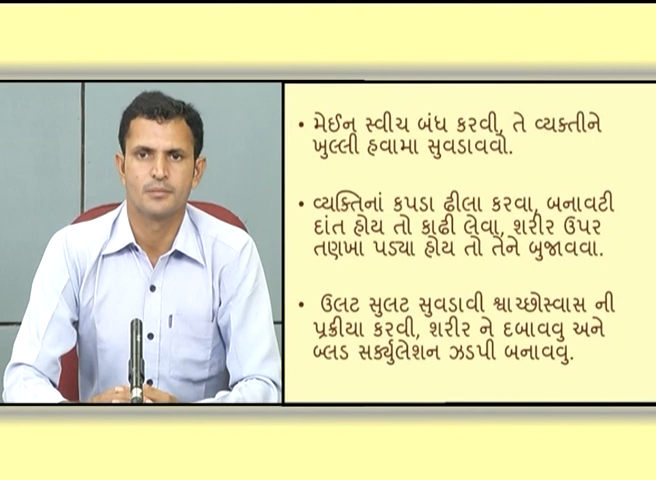 • મેઈન સ્વીચ બંધ કરવી, તે વ્યક્તીને
ખુલ્લી હવામા સુવડાવવો.
• વ્યક્તિનાં કપડા ઢીલા કરવા, બનાવટી
દાંત હોય તો કાઢી લેવા, શરીર ઉપર
તણખા પડ્યા હોય તો તેને બુજાવવા.
• ઉલટ સુલટ સુવડાવી શ્વાચ્છોસ્વાસ ની
પ્રક્રીયા કરવી, શરીર ને દબાવવુ અને
બ્લડ સર્ક્યુલેશન ઝડપી બનાવવું.